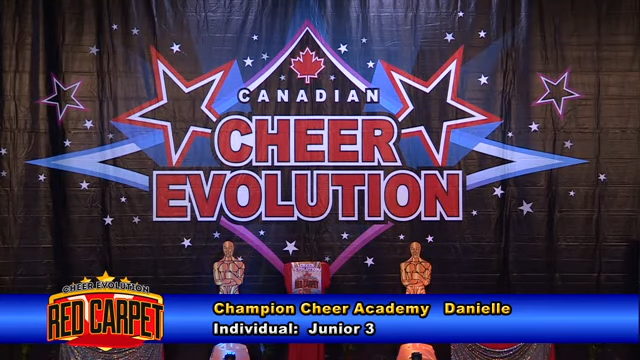 CANADIAN
CHEER
EVOLUTION
CHEER EVOLUTION
RED CARPET
Champion Cheer Academy Danielle
Individual: Junior 3